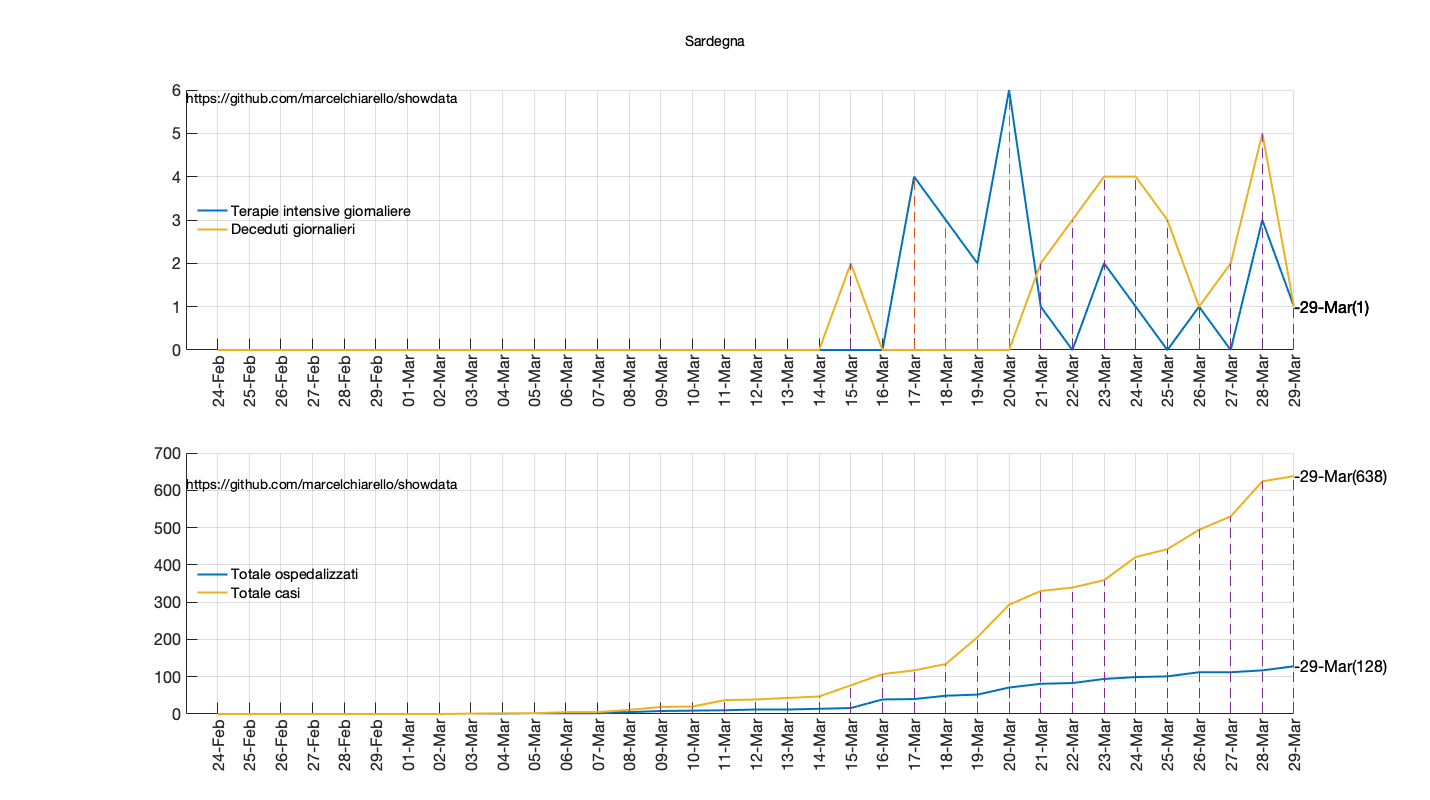 Sardegna
6
https://github.com/marcelchiarello/showdata
5
4
Terapie intensive giornaliere
3
Deceduti giornalieri
2
1
-29-Mar(1)
0
24-Feb
25-Feb
26-Feb
27-Feb
28-Feb
29-Feb
01-Mar
02-Mar
03-Mar
04-Mar
05-Mar
06-Mar
07-Mar
08-Mar
09-Mar
10-Mar
11-Mar
12-Mar
13-Mar
14-Mar
15-Mar
16-Mar
17-Mar
18-Mar
19-Mar
20-Mar
21-Mar
22-Mar
23-Mar
24-Mar
25-Mar
26-Mar
27-Mar
28-Mar
29-Mar
700
-29-Mar(638)
https://github.com/marcelchiarello/showdata
600
500
Totale ospedalizzati
400
Totale casi
300
200
-29-Mar(128)
100
0
24-Feb
25-Feb
26-Feb
27-Feb
28-Feb
29-Feb
01-Mar
02-Mar
03-Mar
04-Mar
05-Mar
06-Mar
07-Mar
08-Mar
09-Mar
10-Mar
11-Mar
12-Mar
13-Mar
14-Mar
15-Mar
16-Mar
17-Mar
18-Mar
19-Mar
20-Mar
21-Mar
22-Mar
23-Mar
24-Mar
25-Mar
26-Mar
27-Mar
28-Mar
29-Mar